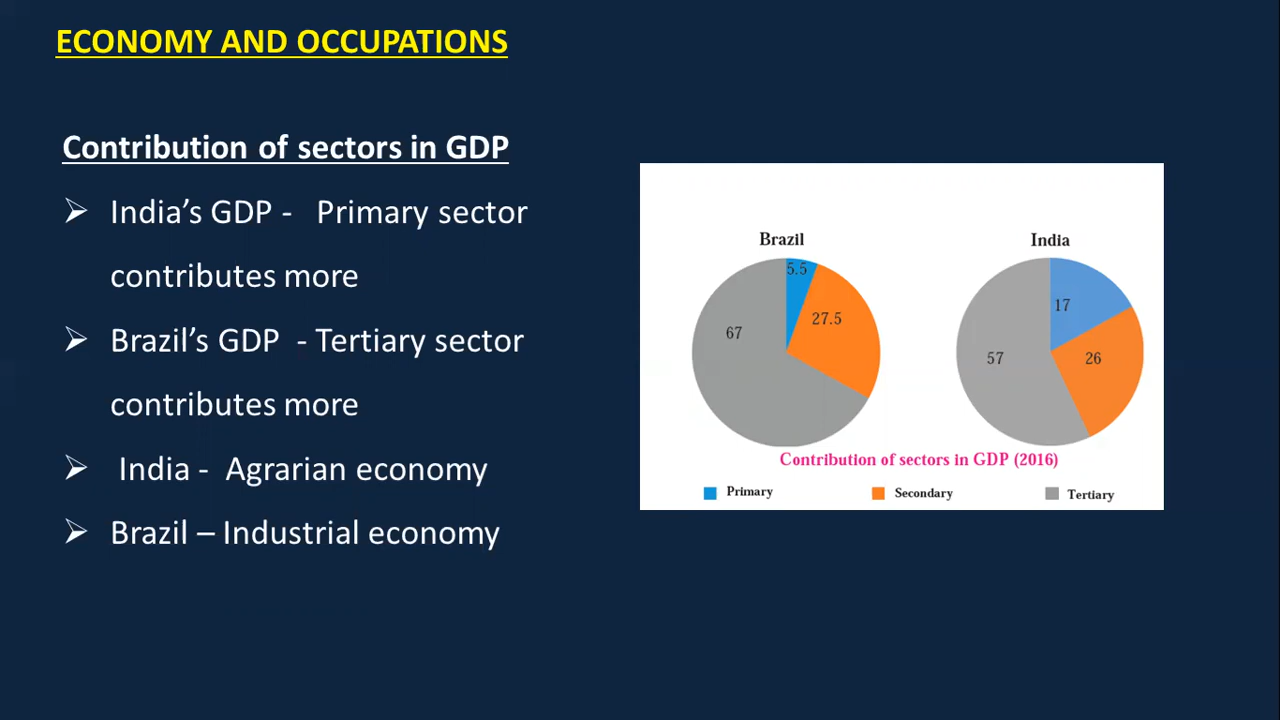 ECONOMY AND OCCUPATIONS
Contribution of sectors in GDP
India’s GDP - Primary sector
contributes more
Brazil’s GDP - Tertiary sector
contributes more
India - Agrarian economy
Brazil – Industrial economy
Brazil
5.5
27.5
67
India
17
26
57
Contribution of sectors in GDP (2016)
Primary
Secondary
Tertiary